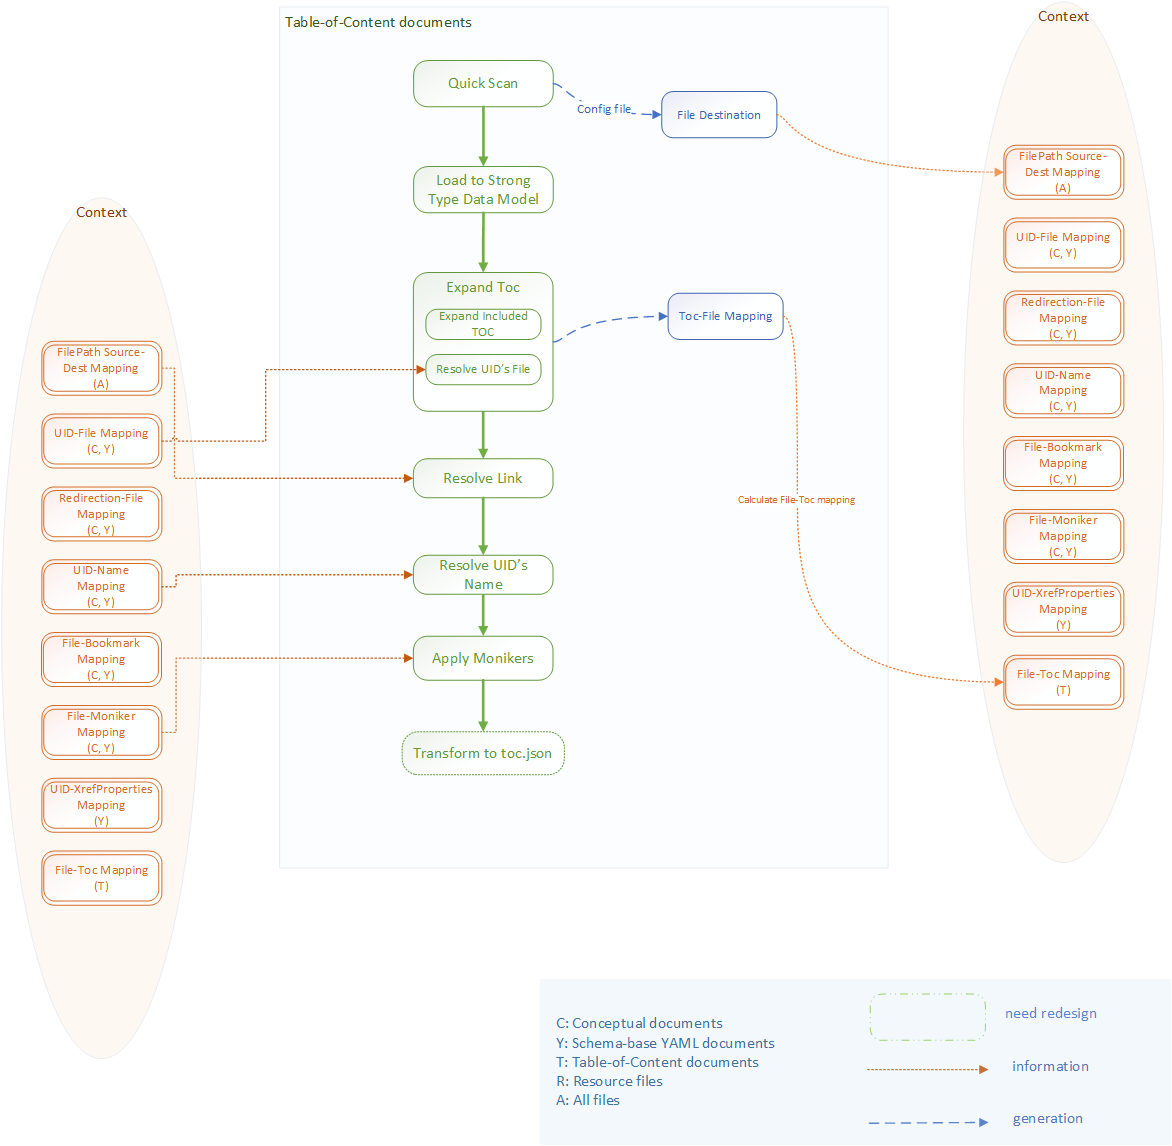 Table-of-Content documents
Quick Scan
Config file
File Destination
Load to Strong
Type Data Model
Expand Toc
Expand Included
TOC
Resolve UID's File
Toc-File Mapping
Resolve Link
Calculate File-Toc mapping
Resolve UID's
Name
Apply Monikers
Transform to toc.json
Context
FilePath Source-
Dest Mapping
(A)
UID-File Mapping
(C, Y)
Redirection-File
Mapping
(C, Y)
UID-Name
Mapping
(C, Y)
File-Bookmark
Mapping
(C, Y)
File-Moniker
Mapping
(C, Y)
UID-XrefProperties
Mapping
(Y)
File-Toc Mapping
(T)
Context
FilePath Source-
Dest Mapping
(A)
UID-File Mapping
(C, Y)
Redirection-File
Mapping
(C, Y)
UID-Name
Mapping
(C, Y)
File-Bookmark
Mapping
(C, Y)
File-Moniker
Mapping
(C, Y)
UID-XrefProperties
Mapping
(Y)
File-Toc Mapping
(T)
C: Conceptual documents
Y: Schema-base YAML documents
T: Table-of-Content documents
R: Resource files
A: All files
need redesign
information
generation